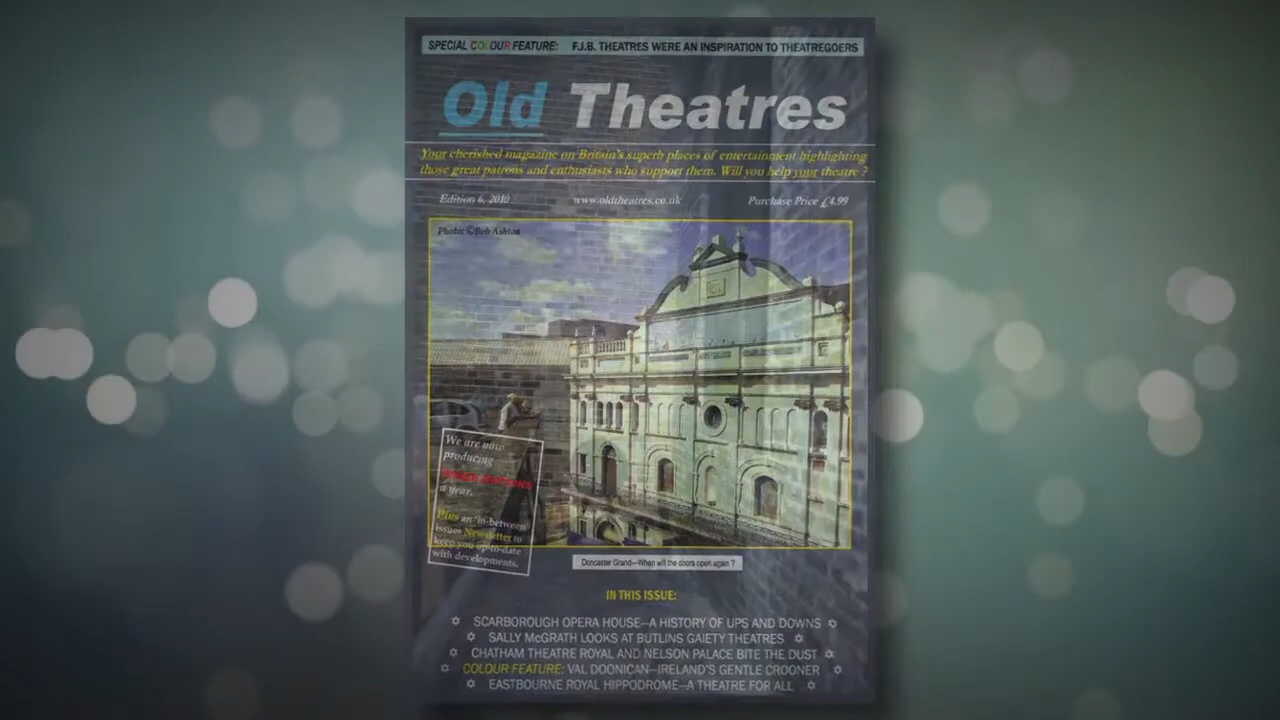 SPECIAL COLOUR FEATURE: F.J.B. THEATRES WERE AN INSPIRATION TO THEATREGOERS
Old Theatres
Your cherished magazine on Britain's superb places of entertainment highlighting
those great patrons and enthusiasts who support them. Will you help your theatre ?
Edition 6, 2010 www.oldtheatres.co.uk Purchase Price £4.99
Photo: ©Bob Ashton
We are now
producing
a year.
Plus an 'in-between
issues Newsletter to
keep you up-to-date
with developments.
Doncaster Grand—When will the doors open again ?
IN THIS ISSUE:
SCARBOROUGH OPERA HOUSE—A HISTORY OF UPS AND DOWNS
SALLY McGRATH LOOKS AT BUTLINS GAIETY THEATRES
CHATHAM THEATRE ROYAL AND NELSON PALACE BITE THE DUST
COLOUR FEATURE: VAL DOONICAN—IRELAND'S GENTLE CROONER
EASTBOURNE ROYAL HIPPODROME—A THEATRE FOR ALL